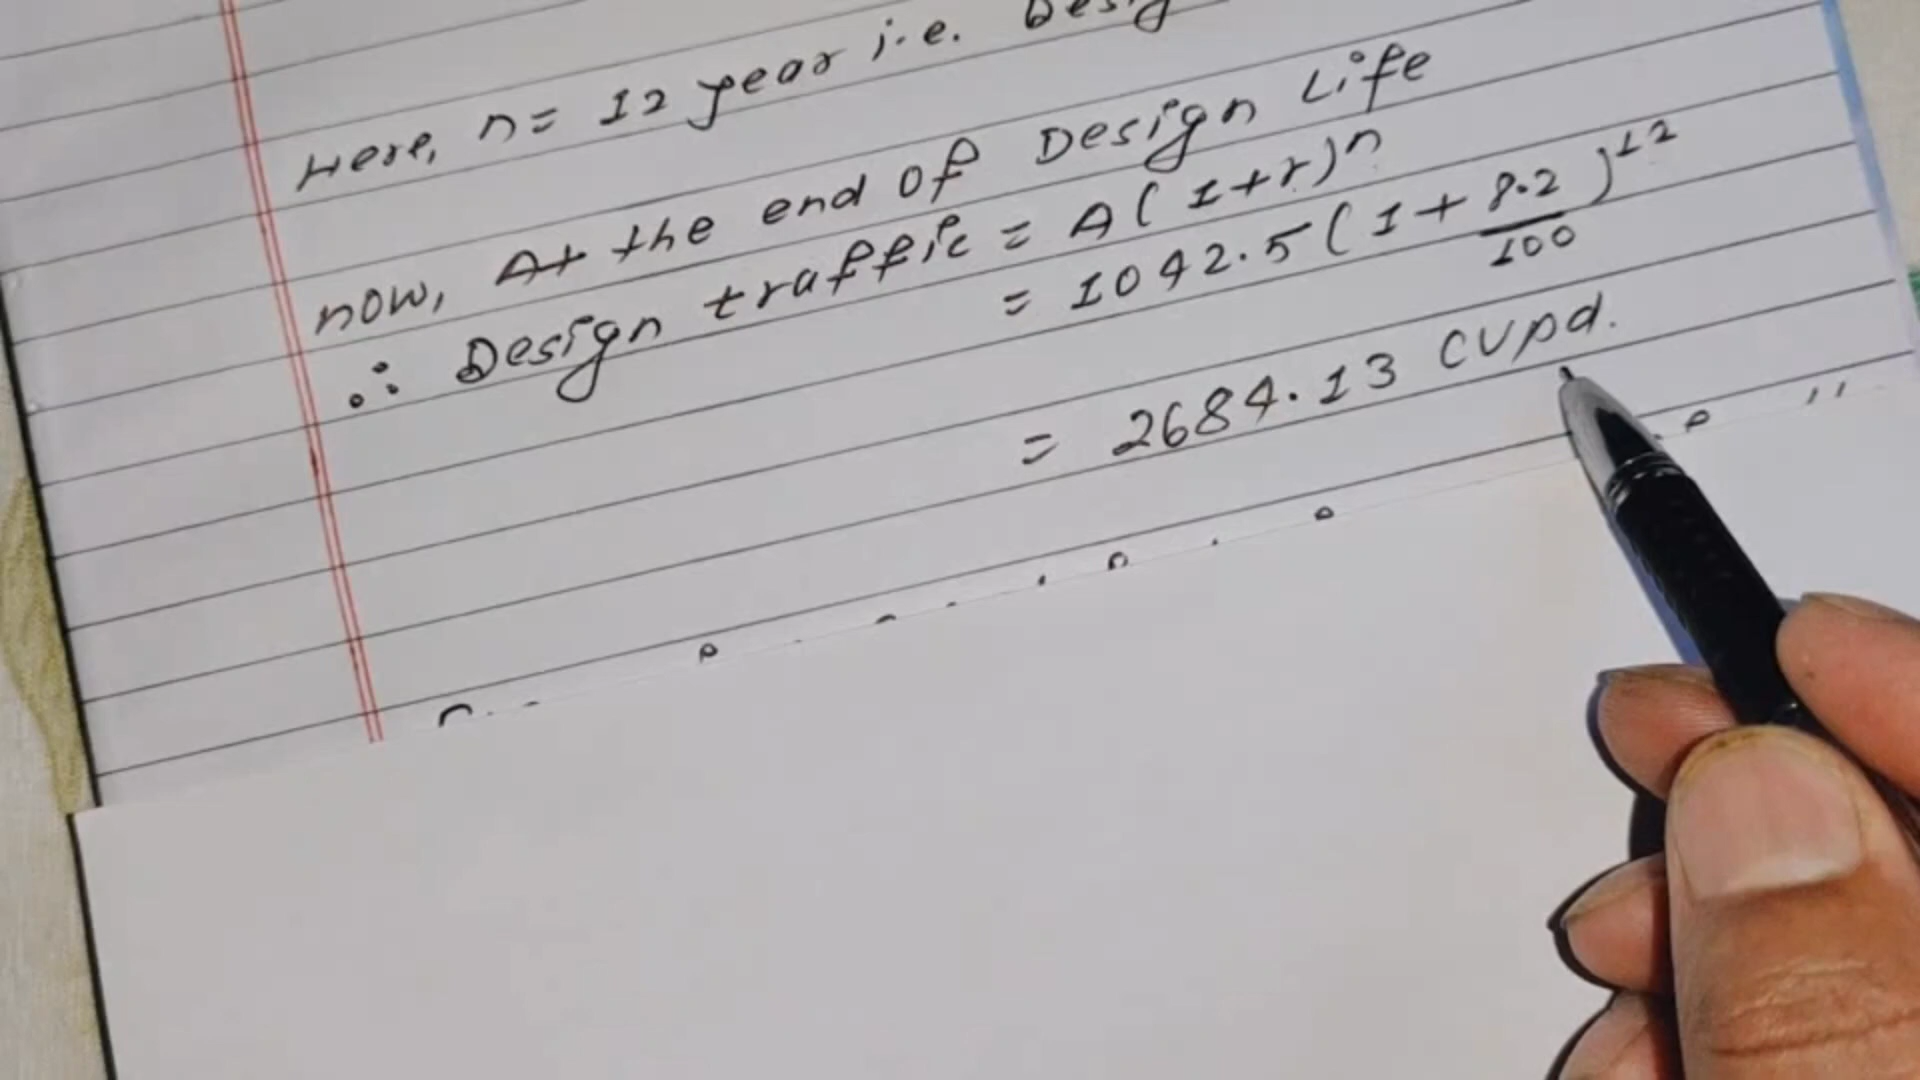 Here, n = 12 year i.e. Desig
now, At the end of Design Life
∴ Design traffic = A(1+r)^n
= 1042.5(1 + 8.2/100)^12
= 2684.13 CVPd.